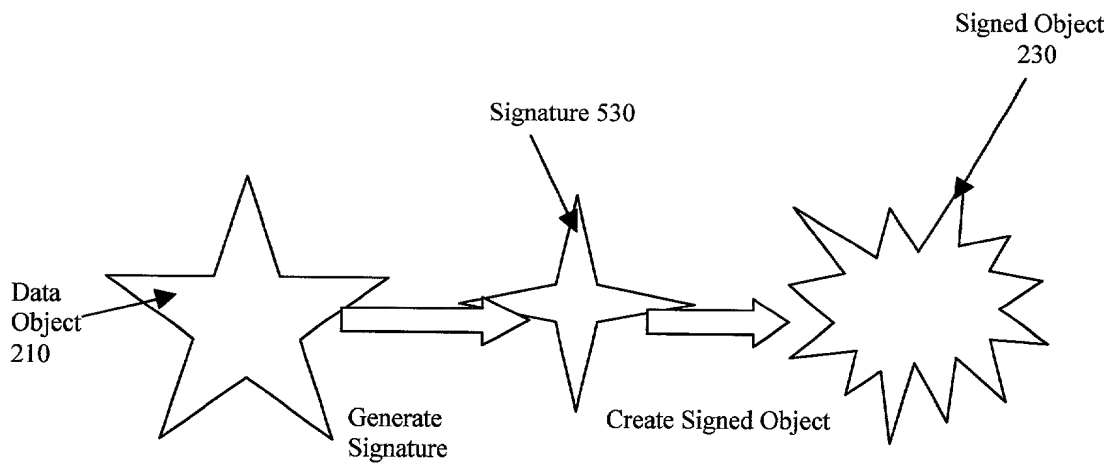 Signed Object
230
Signature 530
Data
Object
210
Generate
Signature
Create Signed Object